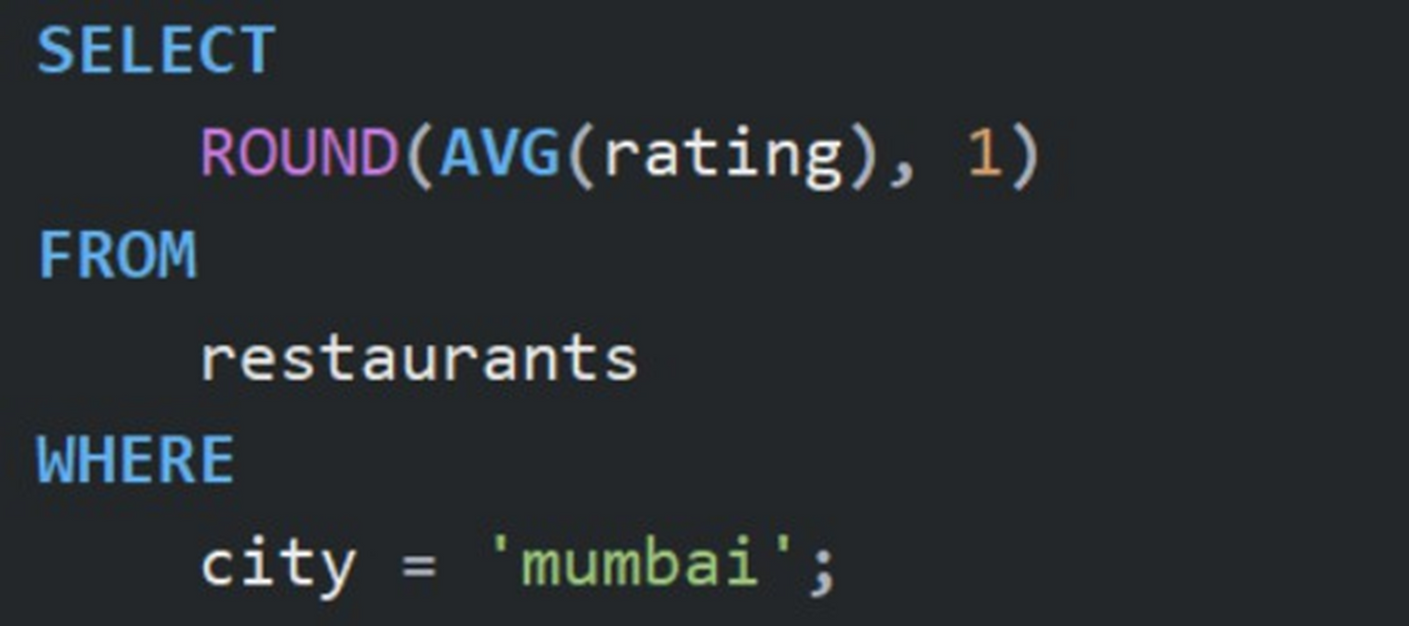 SELECT
    ROUND(AVG(rating), 1)
FROM
    restaurants
WHERE
    city = 'mumbai';